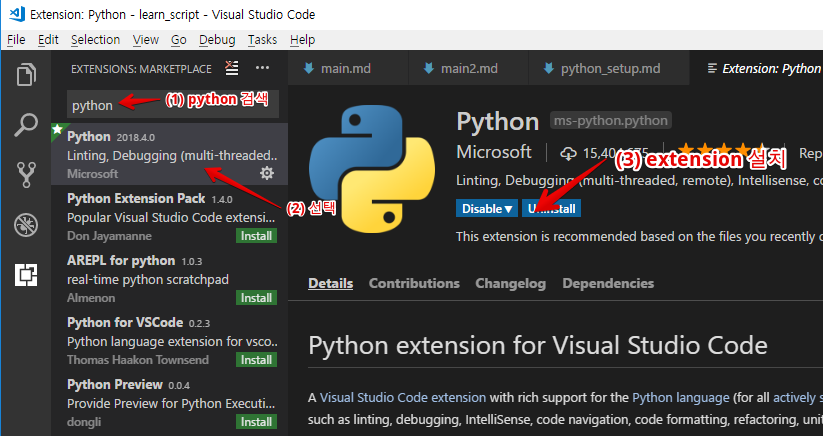 Extension: Python - learn_script - Visual Studio Code
File Edit Selection View Go Debug Tasks Help
EXTENSIONS: MARKETPLACE
main.md main2.md python_setup.md Extension: Python
python
(1) python 검색
Python 2018.4.0
Linting, Debugging (multi-threaded...
Microsoft
(2) 선택
Python Extension Pack 1.4.0
Popular Visual Studio Code extensi...
Don Jayamanne Install
AREPL for python 1.0.3
real-time python scratchpad
Almenon Install
Python for VSCode 0.2.3
Python language extension for vsco...
Thomas Haakon Townsend Install
Python Preview 0.0.4
Provide Preview for Python Executi...
dongli Install
Python ms-python.python
Microsoft Rep
(3) extension 설치
Linting, Debugging (multi-threaded, remote), Intellisense, co
Disable Uninstall
This extension is recommended based on the files you recently o
Details Contributions Changelog Dependencies
Python extension for Visual Studio Code
A Visual Studio Code extension with rich support for the Python language (for all actively s
such as linting, debugging, IntelliSense, code navigation, code formatting, refactoring, unit